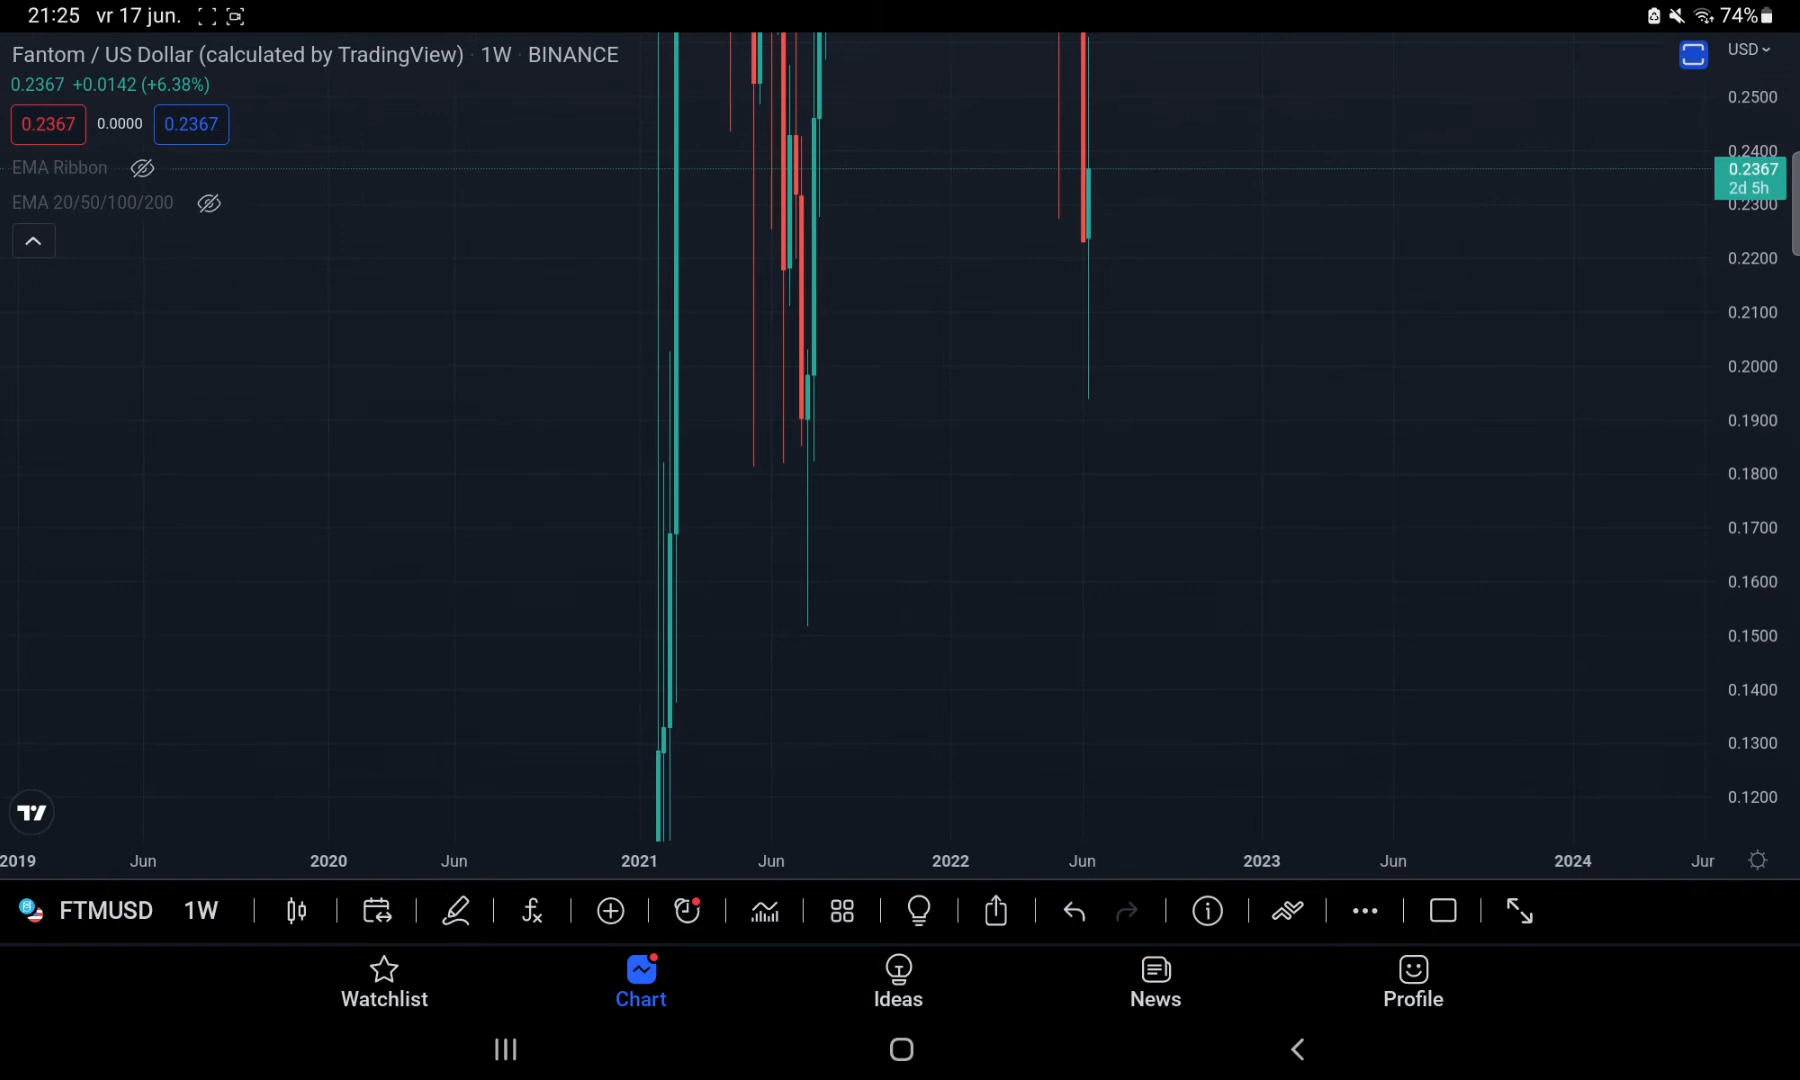 21:25 vr 17 jun. 74%
Fantom / US Dollar (calculated by TradingView) · 1W · BINANCE
USD
0.2367 +0.0142 (+6.38%)
0.2367 0.0000 0.2367
EMA Ribbon
EMA 20/50/100/200
0.2500
0.2400
0.2367
2d 5h
0.2300
0.2200
0.2100
0.2000
0.1900
0.1800
0.1700
0.1600
0.1500
0.1400
0.1300
0.1200
2019 Jun 2020 Jun 2021 Jun 2022 Jun 2023 Jun 2024 Jur
FTMUSD 1W
Watchlist Chart Ideas News Profile